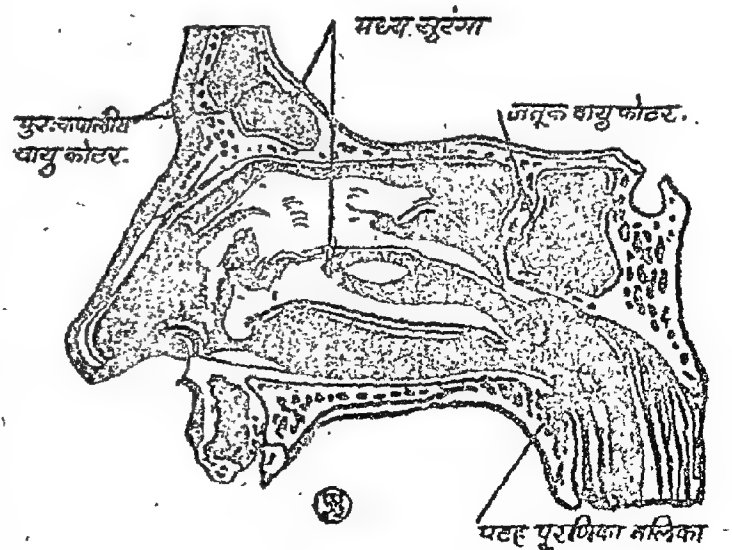 मध्य सुरंगा
जतूक वायु कोटर.
पुरःकपालीय
वायु कोटर.
पटह पूरणिका नलिका